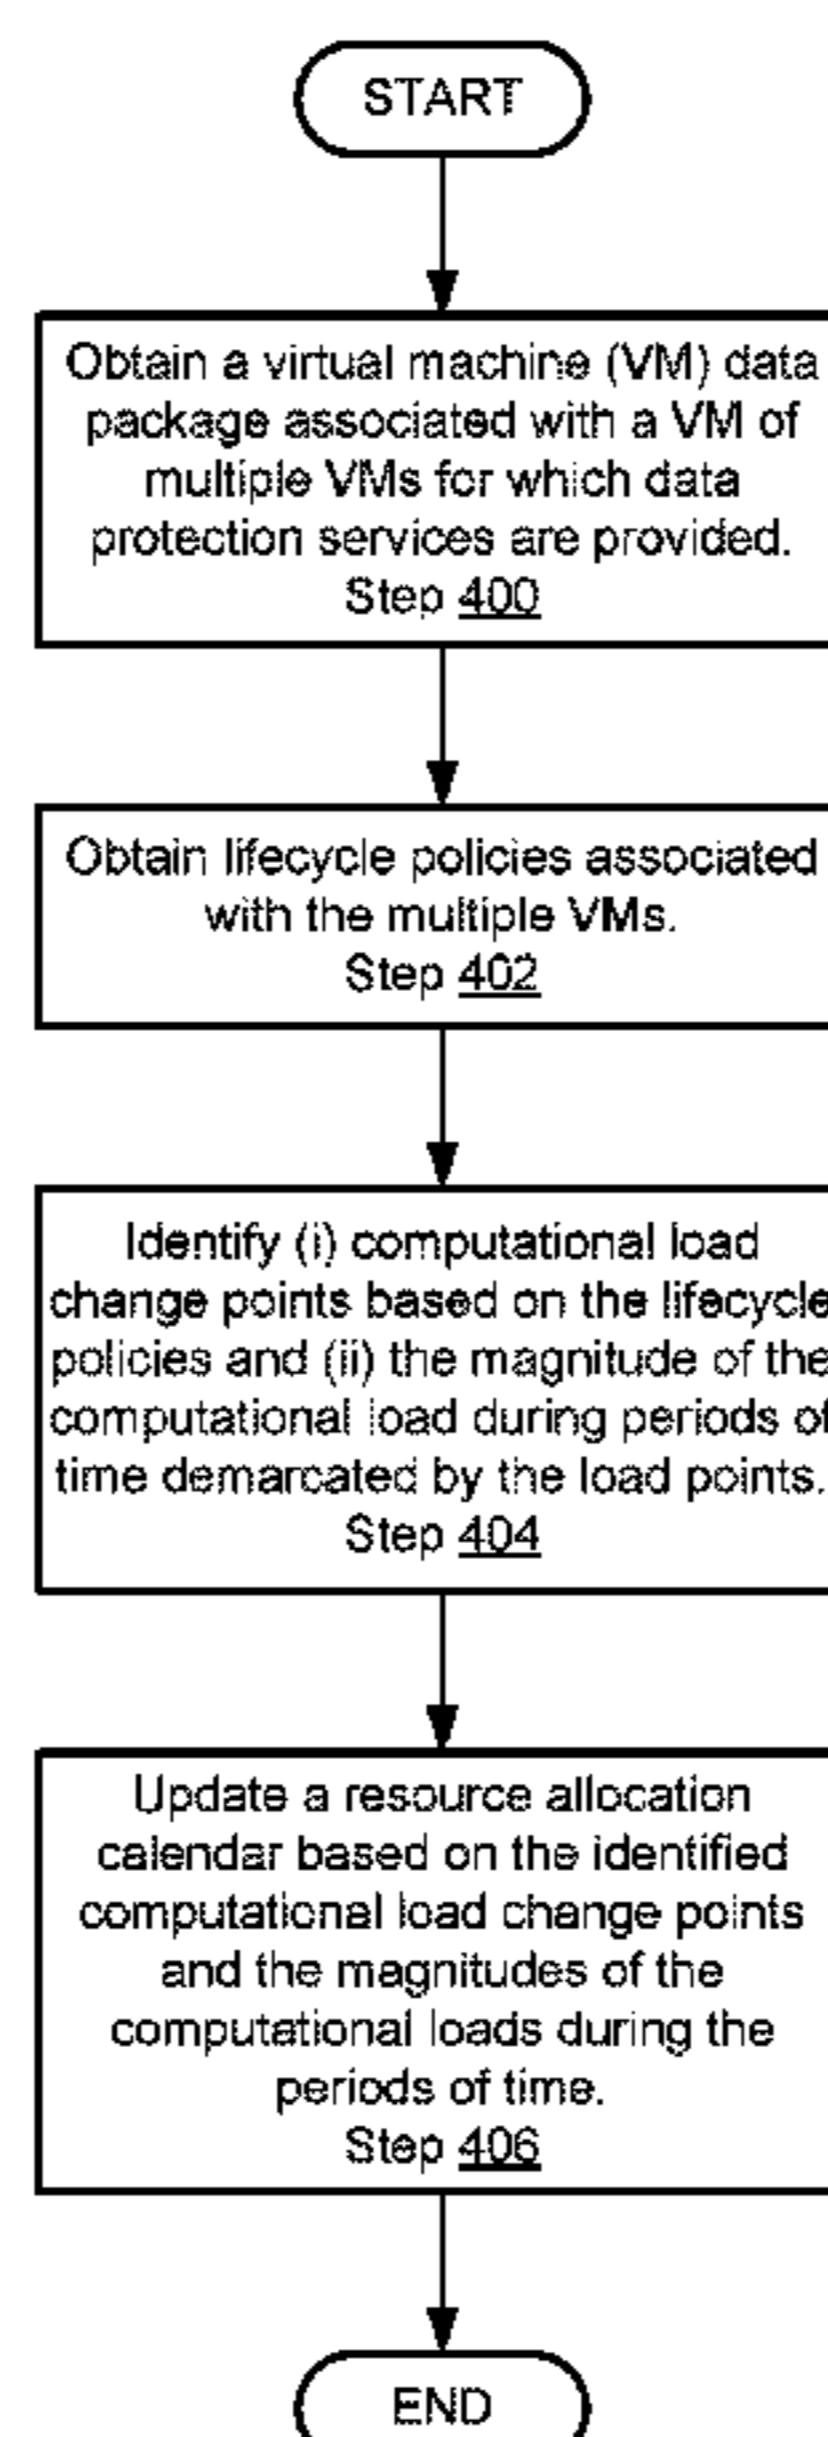 START
Obtain a virtual machine (VM) data
package associated with a VM of
multiple VMs for which data
protection services are provided.
Step 400
Obtain lifecycle policies associated
with the multiple VMs.
Step 402
Identify (i) computational load
change points based on the lifecycle
policies and (ii) the magnitude of the
computational load during periods of
time demarcated by the load points.
Step 404
Update a resource allocation
calendar based on the identified
computational load change points
and the magnitudes of the
computational loads during the
periods of time.
Step 406
END